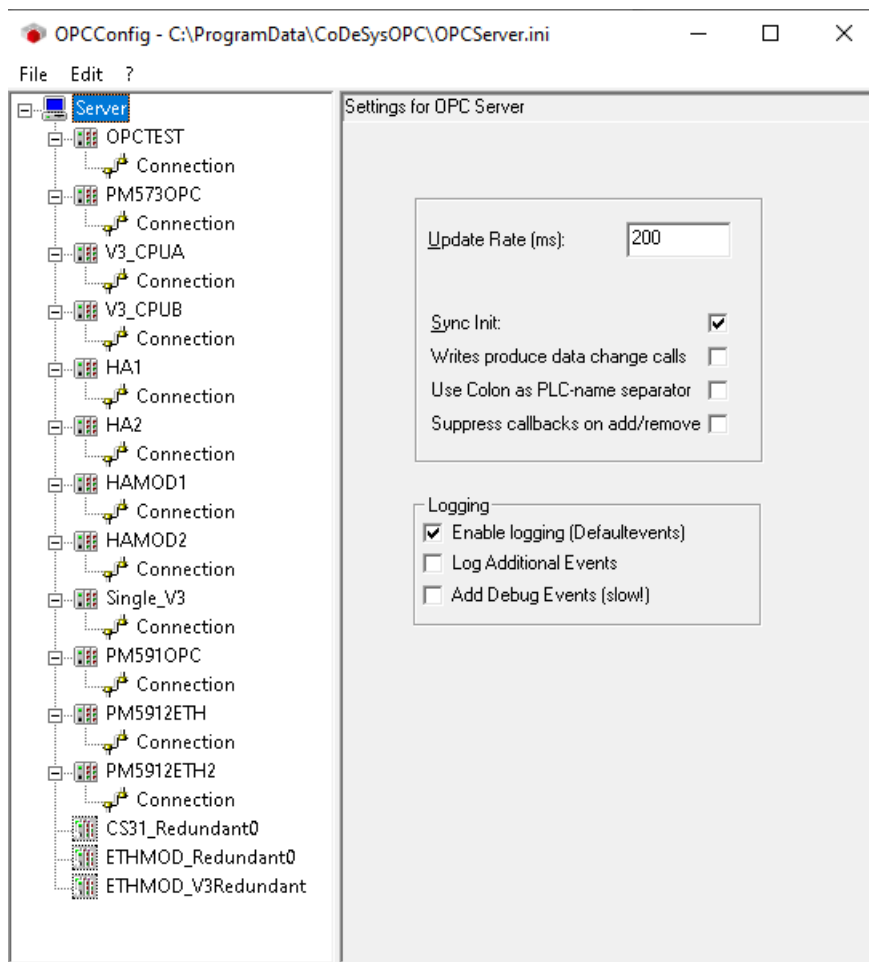 OPCConfig - C:\ProgramData\CoDeSysOPC\OPCServer.ini
File Edit ?
Server
OPCTEST
Connection
PM573OPC
Connection
V3_CPUA
Connection
V3_CPUB
Connection
HA1
Connection
HA2
Connection
HAMOD1
Connection
HAMOD2
Connection
Single_V3
Connection
PM591OPC
Connection
PM5912ETH
Connection
PM5912ETH2
Connection
CS31_Redundant0
ETHMOD_Redundant0
ETHMOD_V3Redundant
Settings for OPC Server
Update Rate (ms): 200
Sync Init:
Writes produce data change calls
Use Colon as PLC-name separator
Suppress callbacks on add/remove
Logging
Enable logging (Defaultevents)
Log Additional Events
Add Debug Events (slow!)